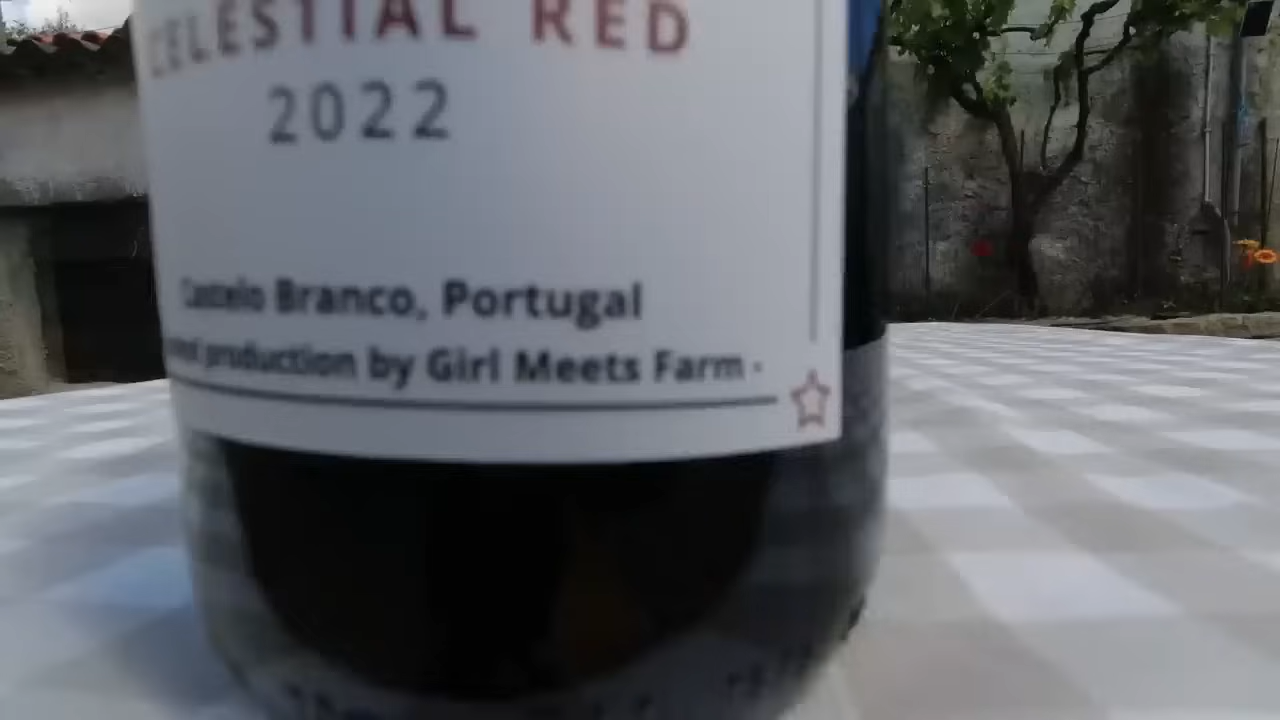 CELESTIAL RED
2022
Castelo Branco, Portugal
production by Girl Meets Farm -